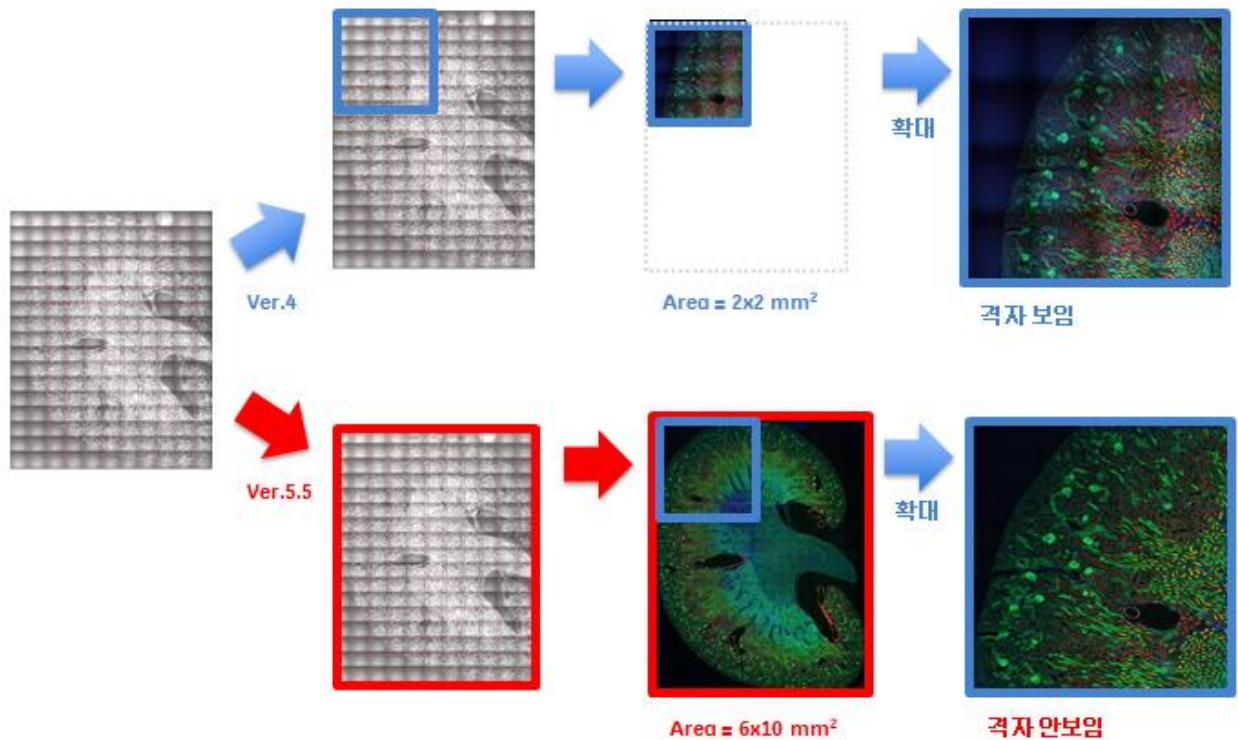 확대
Ver.4
Area = 2x2 mm²
격자 보임
Ver.5.5
확대
Area = 6x10 mm²
격자 안보임